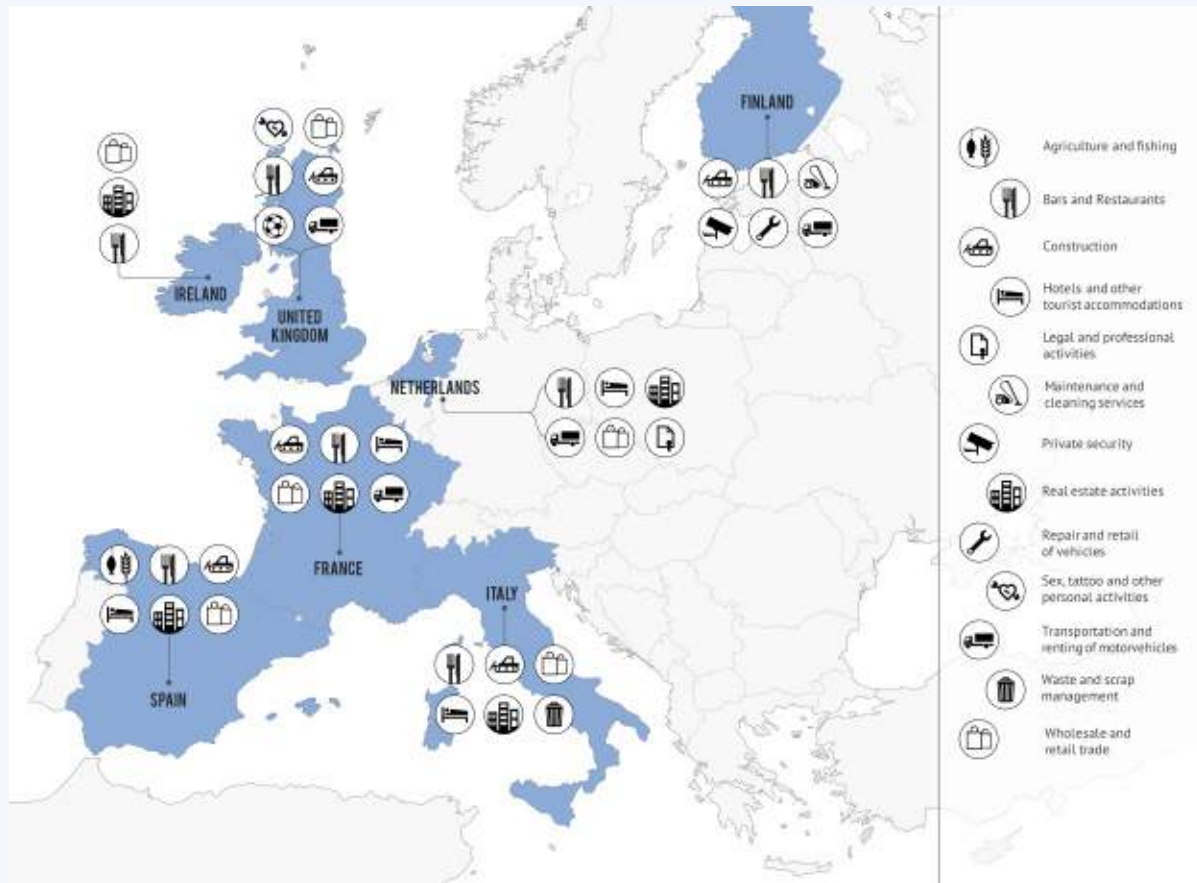 FINLAND
IRELAND
UNITED
KINGDOM
NETHERLANDS
FRANCE
ITALY
SPAIN
Agriculture and fishing
Bars and Restaurants
Construction
Hotels and other
tourist accommodations
Legal and professional
activities
Maintenance and
cleaning services
Private security
Real estate activities
Repair and retail
of vehicles
Sex, tattoo and other
personal activities
Transportation and
renting of motorvehicles
Waste and scrap
management
Wholesale and
retail trade